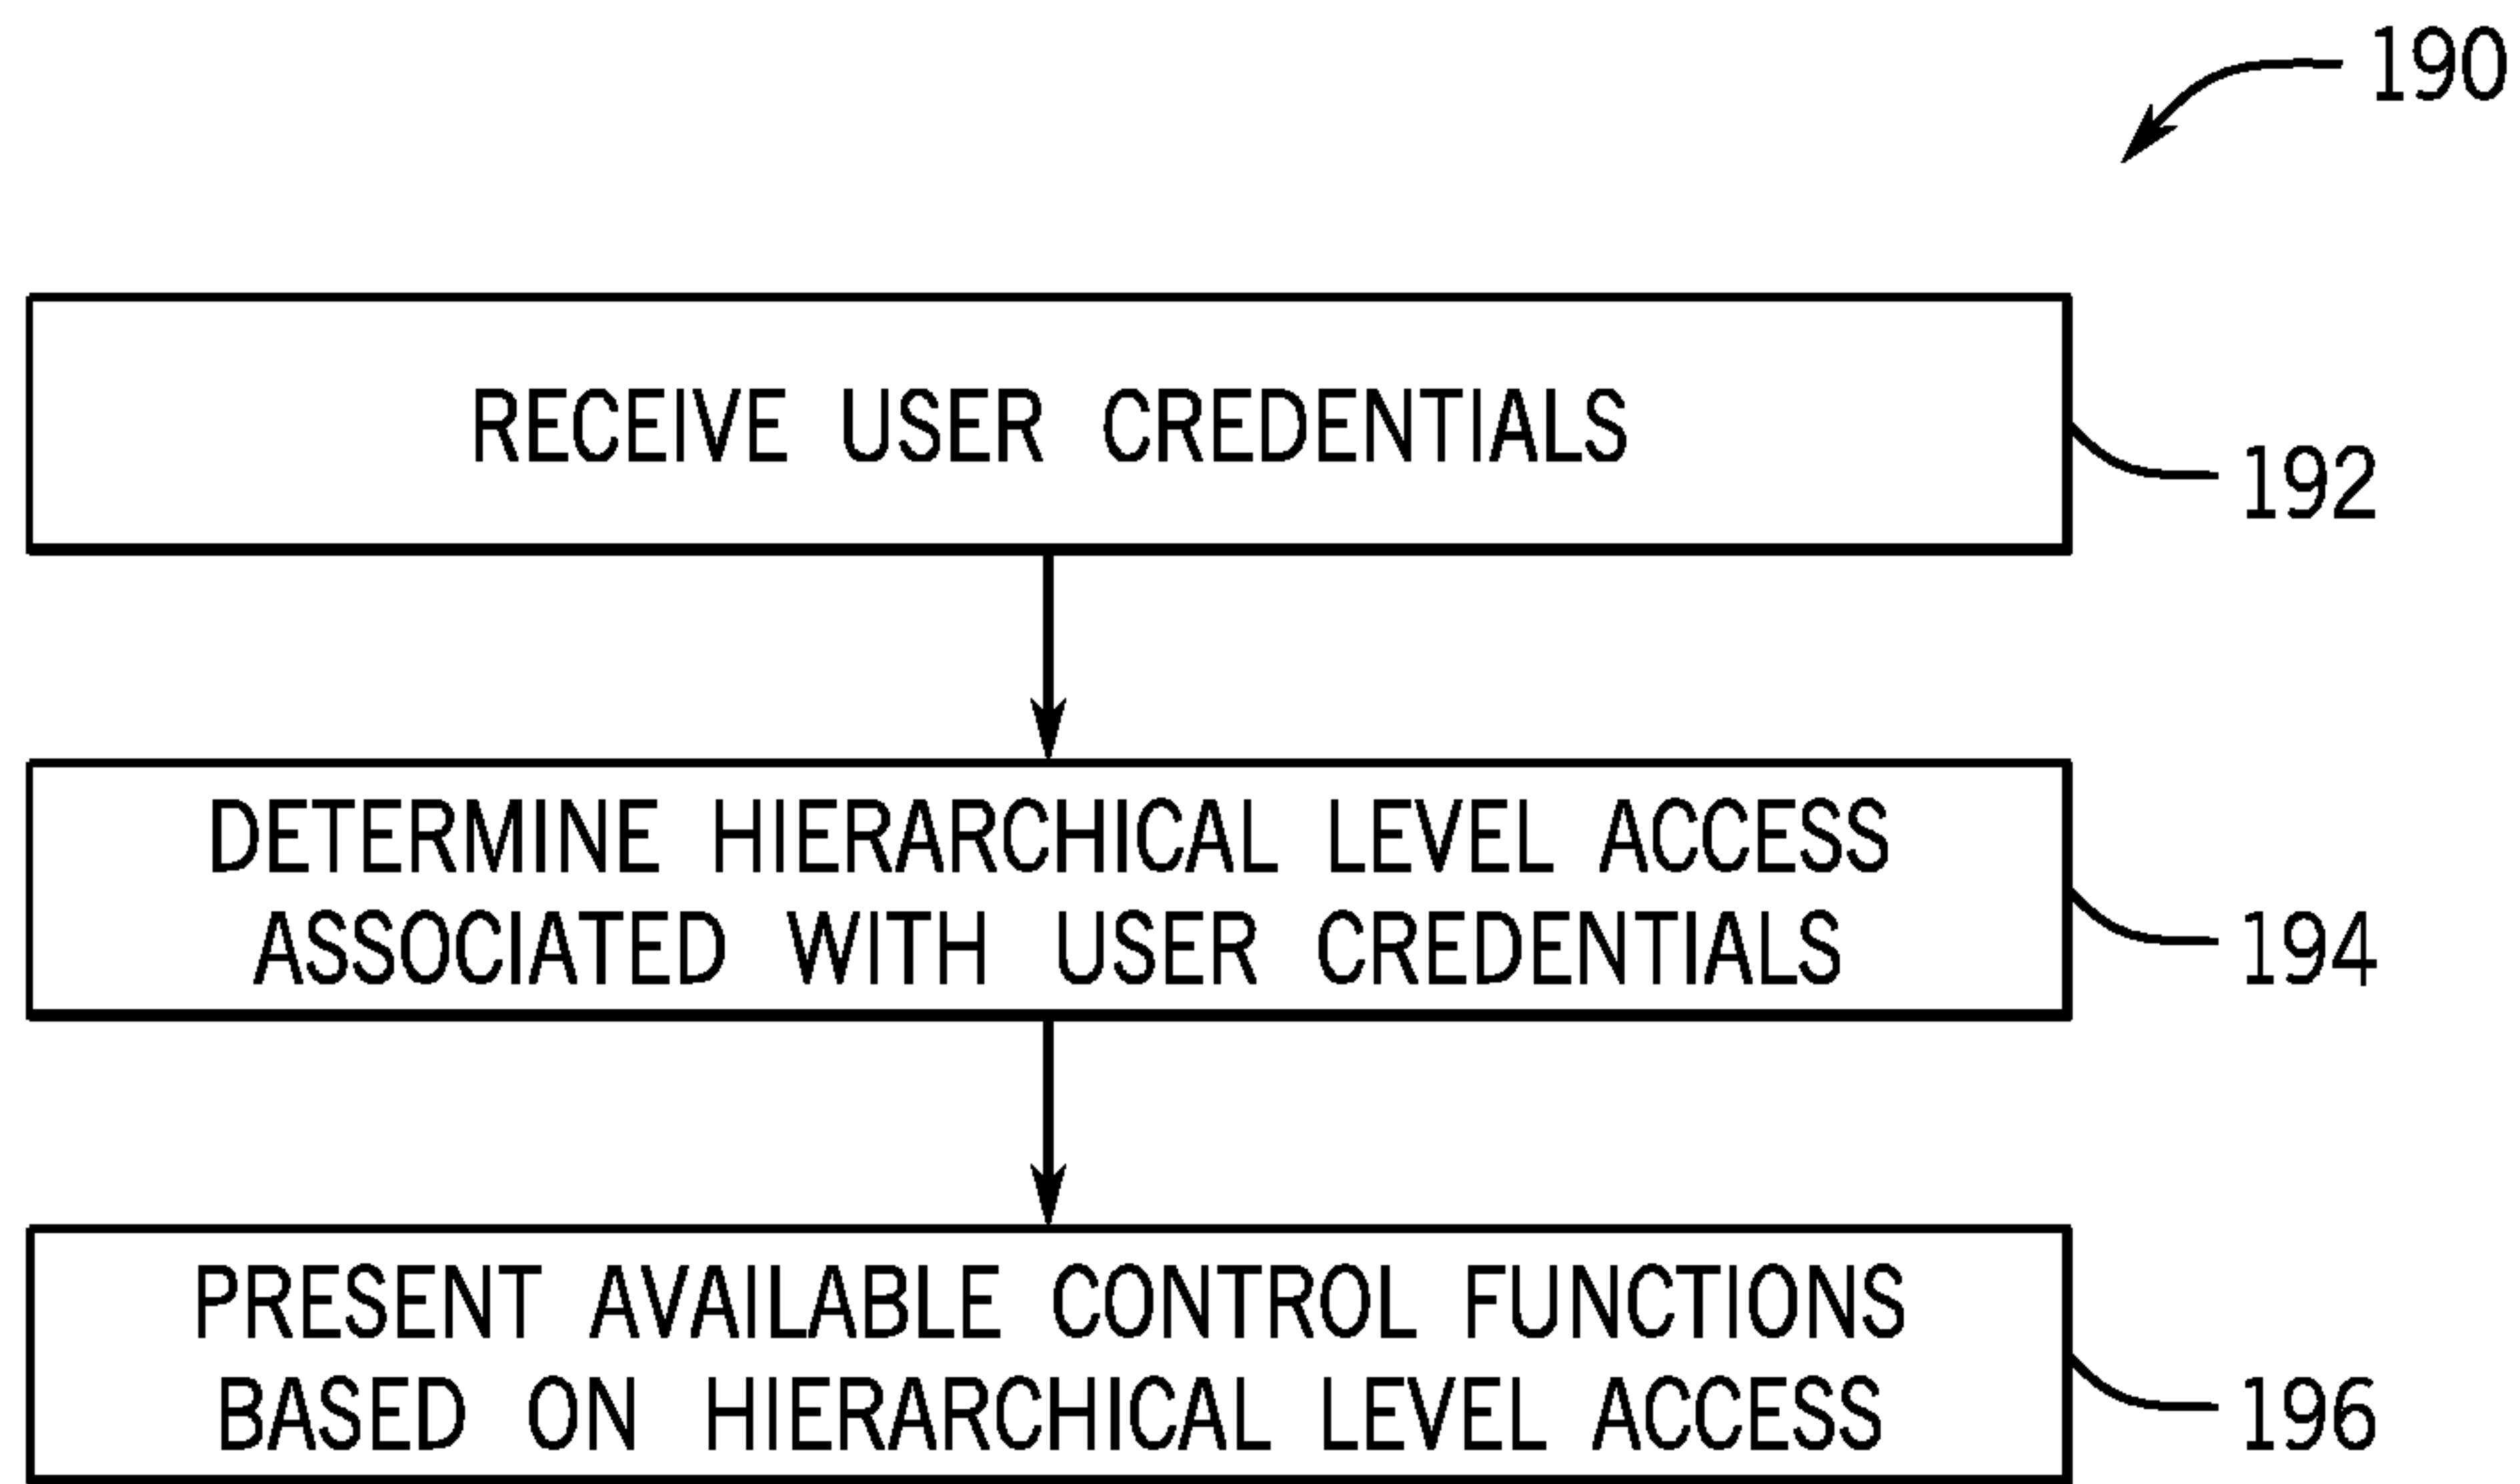 190
RECEIVE USER CREDENTIALS
192
DETERMINE HIERARCHICAL LEVEL ACCESS
ASSOCIATED WITH USER CREDENTIALS
194
PRESENT AVAILABLE CONTROL FUNCTIONS
BASED ON HIERARCHICAL LEVEL ACCESS
196